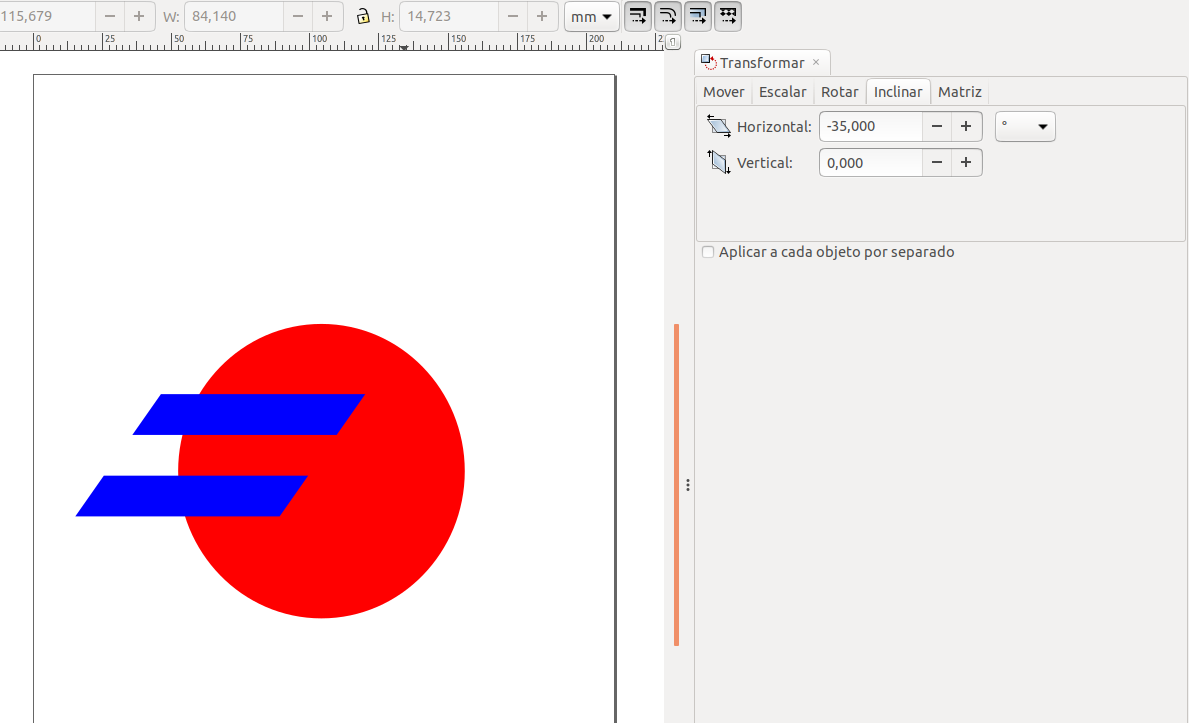 115,679 W: 84,140 H: 14,723 mm
0 25 50 75 100 125 150 175 200 2
Transformar
Mover Escalar Rotar Inclinar Matriz
Horizontal: -35,000 °
Vertical: 0,000
Aplicar a cada objeto por separado